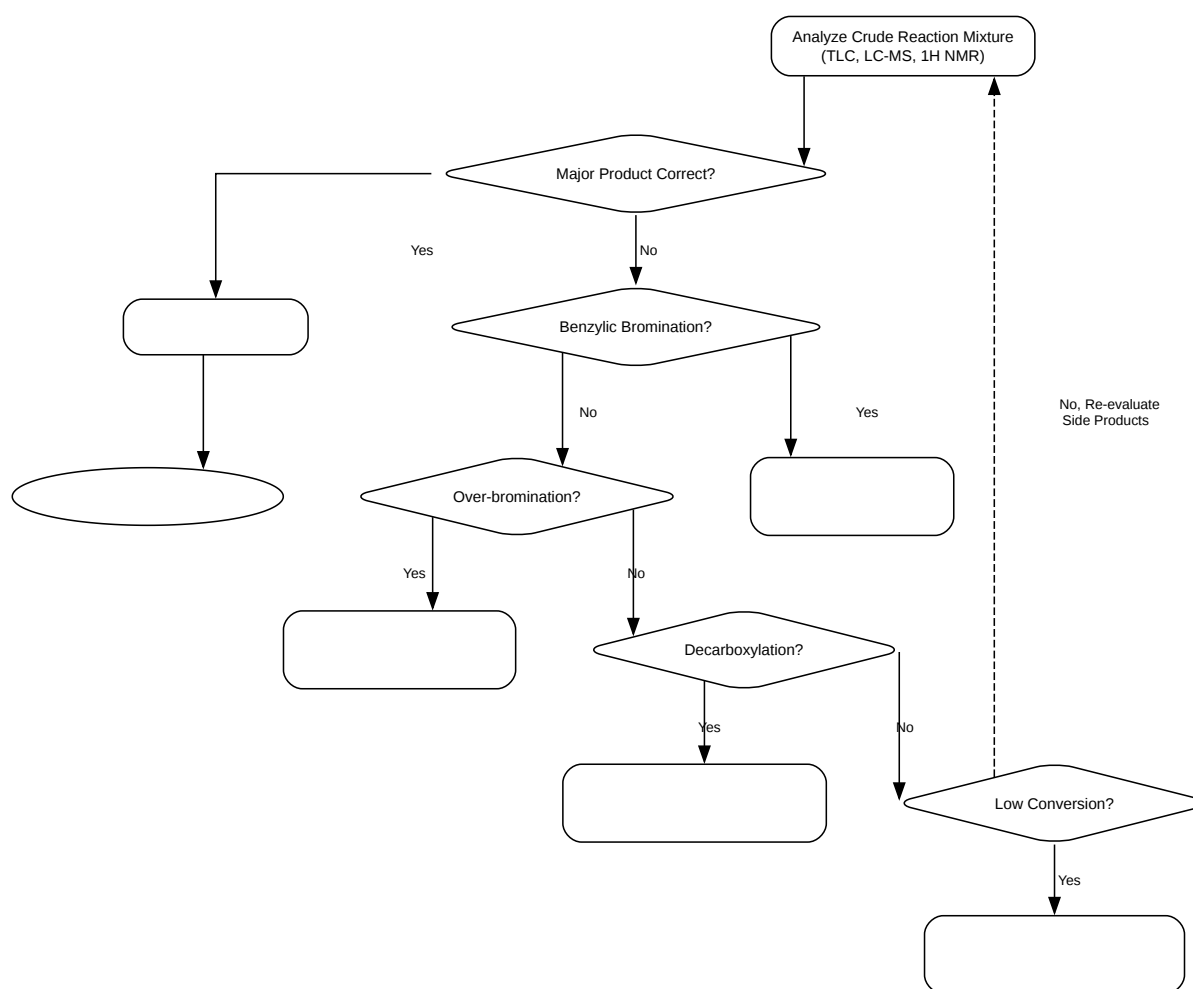 Analyze Crude Reaction Mixture
(TLC, LC-MS, 1H NMR)
Major Product Correct?
Yes
No
Benzylic Bromination?
No
Yes
No, Re-evaluate
Side Products
Over-bromination?
Yes
No
Decarboxylation?
Yes
No
Low Conversion?
Yes